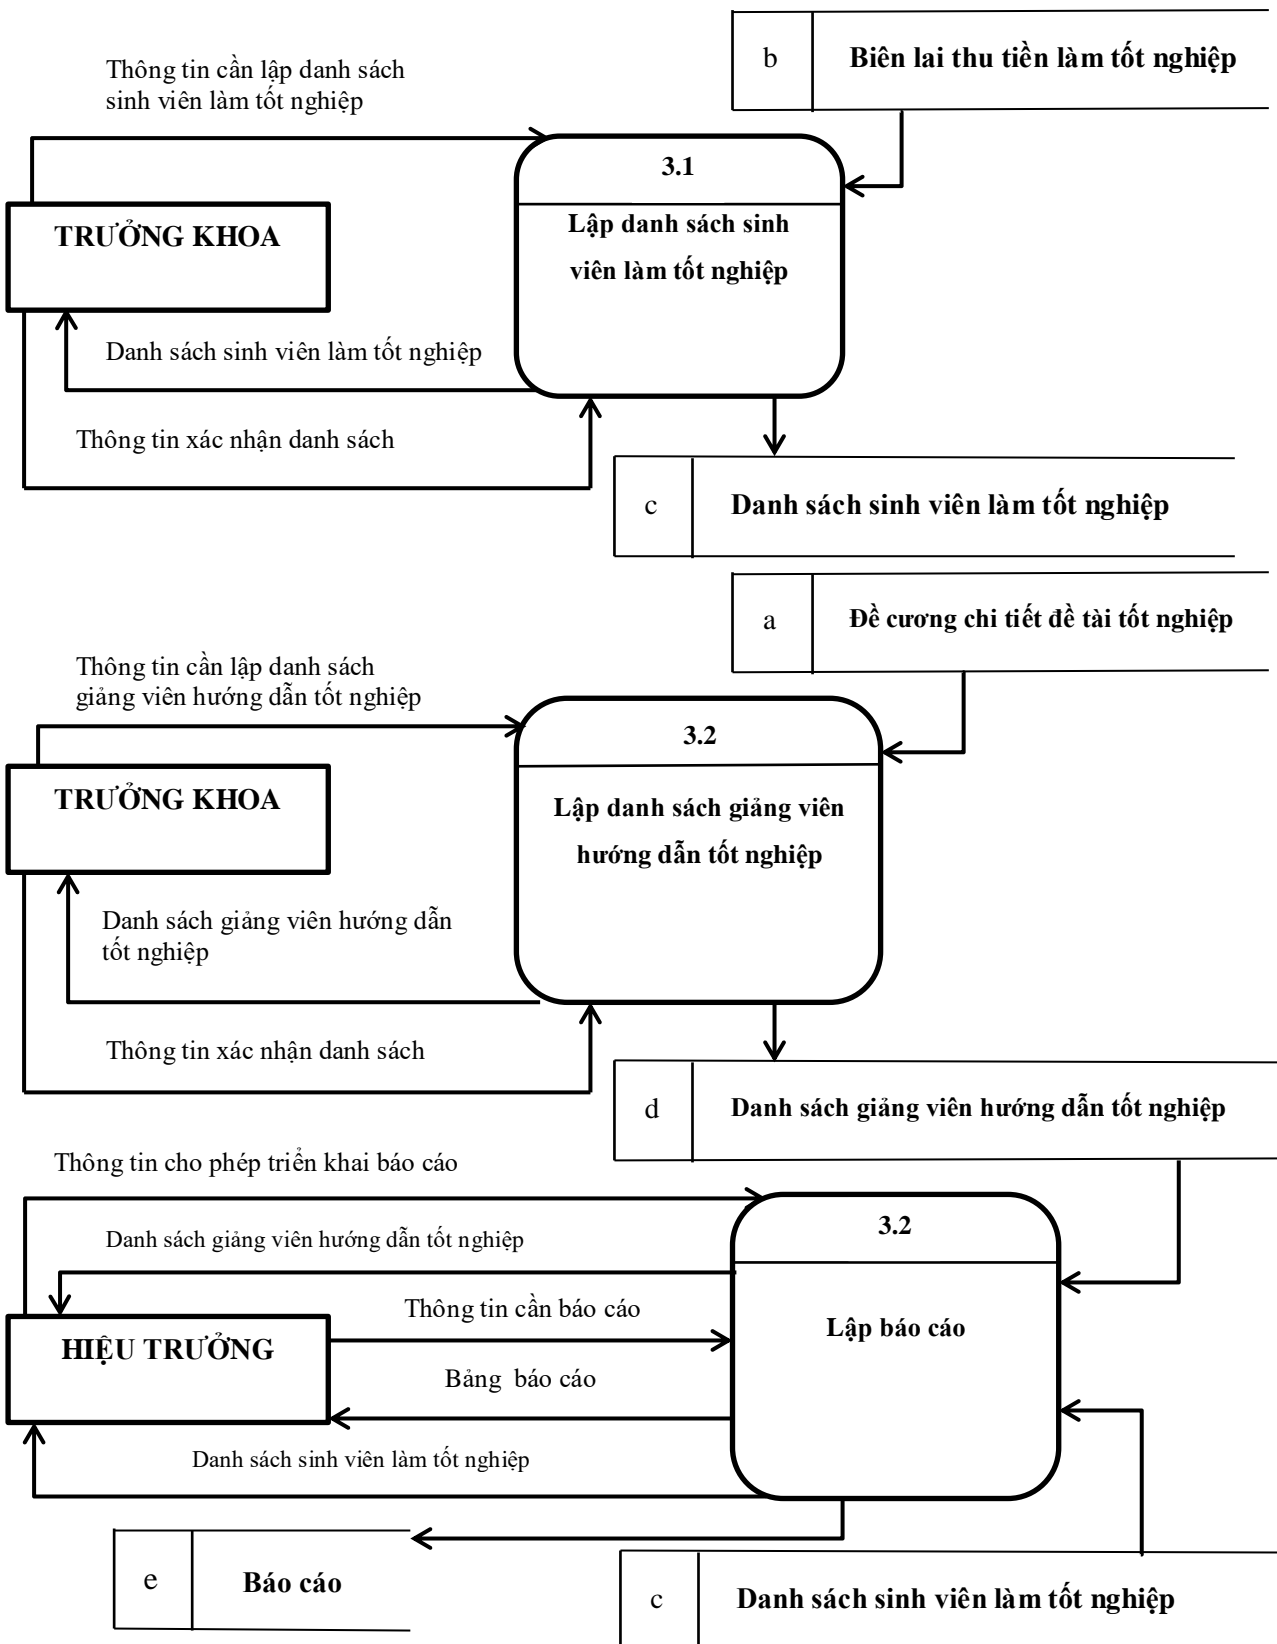 b
Biên lai thu tiền làm tốt nghiệp
Thông tin cần lập danh sách
sinh viên làm tốt nghiệp
3.1
TRƯỞNG KHOA
Lập danh sách sinh
viên làm tốt nghiệp
Danh sách sinh viên làm tốt nghiệp
Thông tin xác nhận danh sách
c
Danh sách sinh viên làm tốt nghiệp
a
Đề cương chi tiết đề tài tốt nghiệp
Thông tin cần lập danh sách
giảng viên hướng dẫn tốt nghiệp
3.2
TRƯỞNG KHOA
Lập danh sách giảng viên
hướng dẫn tốt nghiệp
Danh sách giảng viên hướng dẫn
tốt nghiệp
Thông tin xác nhận danh sách
d
Danh sách giảng viên hướng dẫn tốt nghiệp
Thông tin cho phép triển khai báo cáo
3.2
Danh sách giảng viên hướng dẫn tốt nghiệp
Thông tin cần báo cáo
HIỆU TRƯỞNG
Lập báo cáo
Bảng báo cáo
Danh sách sinh viên làm tốt nghiệp
e
Báo cáo
c
Danh sách sinh viên làm tốt nghiệp